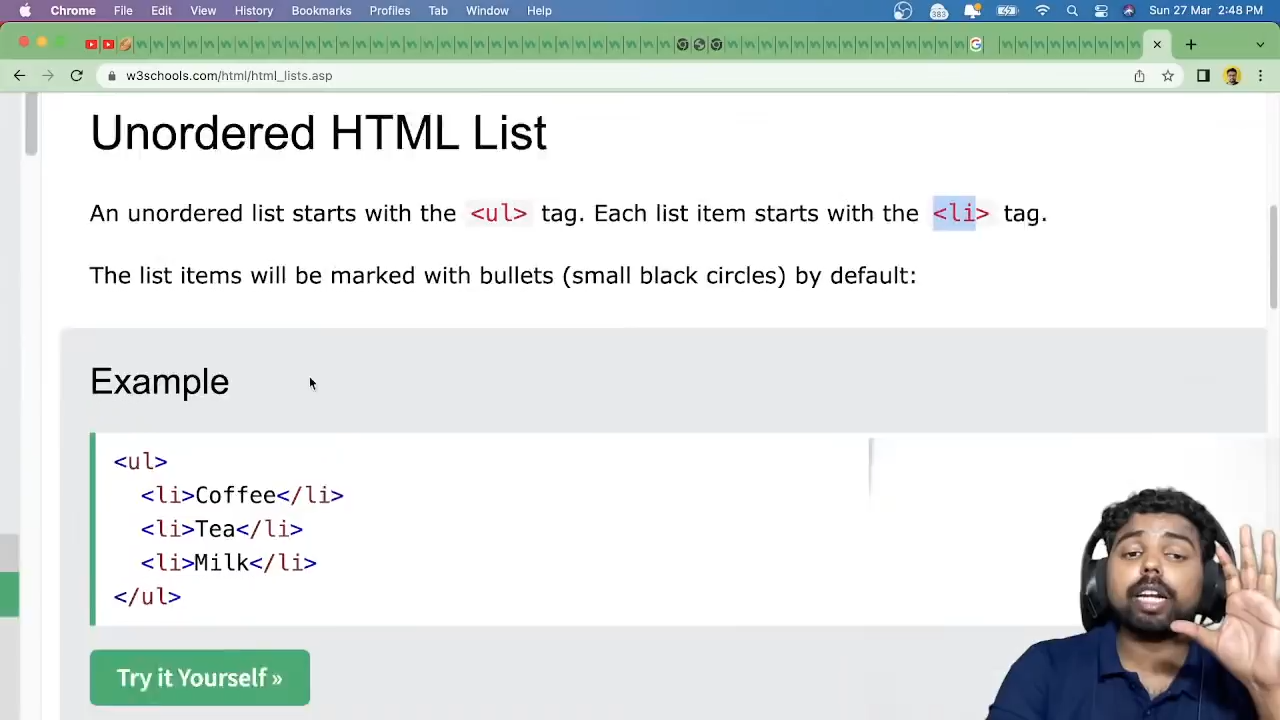 Chrome File Edit View History Bookmarks Profiles Tab Window Help 383 Sun 27 Mar 2:48 PM
w3schools.com/html/html_lists.asp
Unordered HTML List
An unordered list starts with the <ul> tag. Each list item starts with the <li> tag.
The list items will be marked with bullets (small black circles) by default:
Example
<ul>
<li>Coffee</li>
<li>Tea</li>
<li>Milk</li>
</ul>
Try it Yourself »